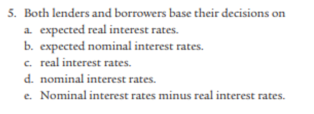 5. Both lenders and borrowers base their decisions on
a. expected real interest rates.
b. expected nominal interest rates.
c. real interest rates.
d. nominal interest rates.
e. Nominal interest rates minus real interest rates.